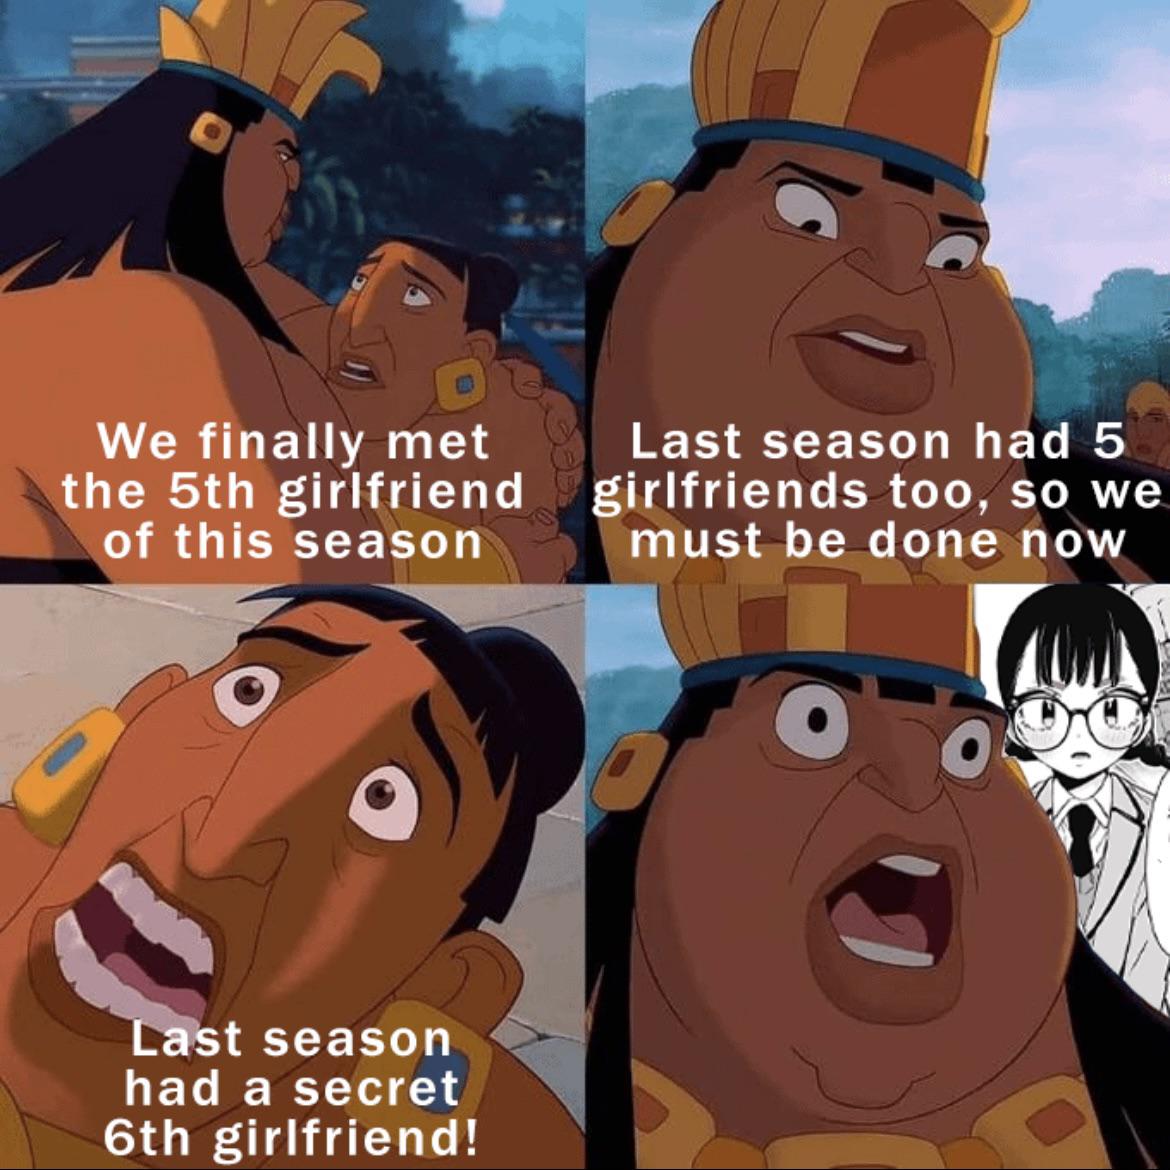 We finally met
the 5th girlfriend
of this season
Last season had 5
girlfriends too, so we
must be done now
Last season
had a secret
6th girlfriend!